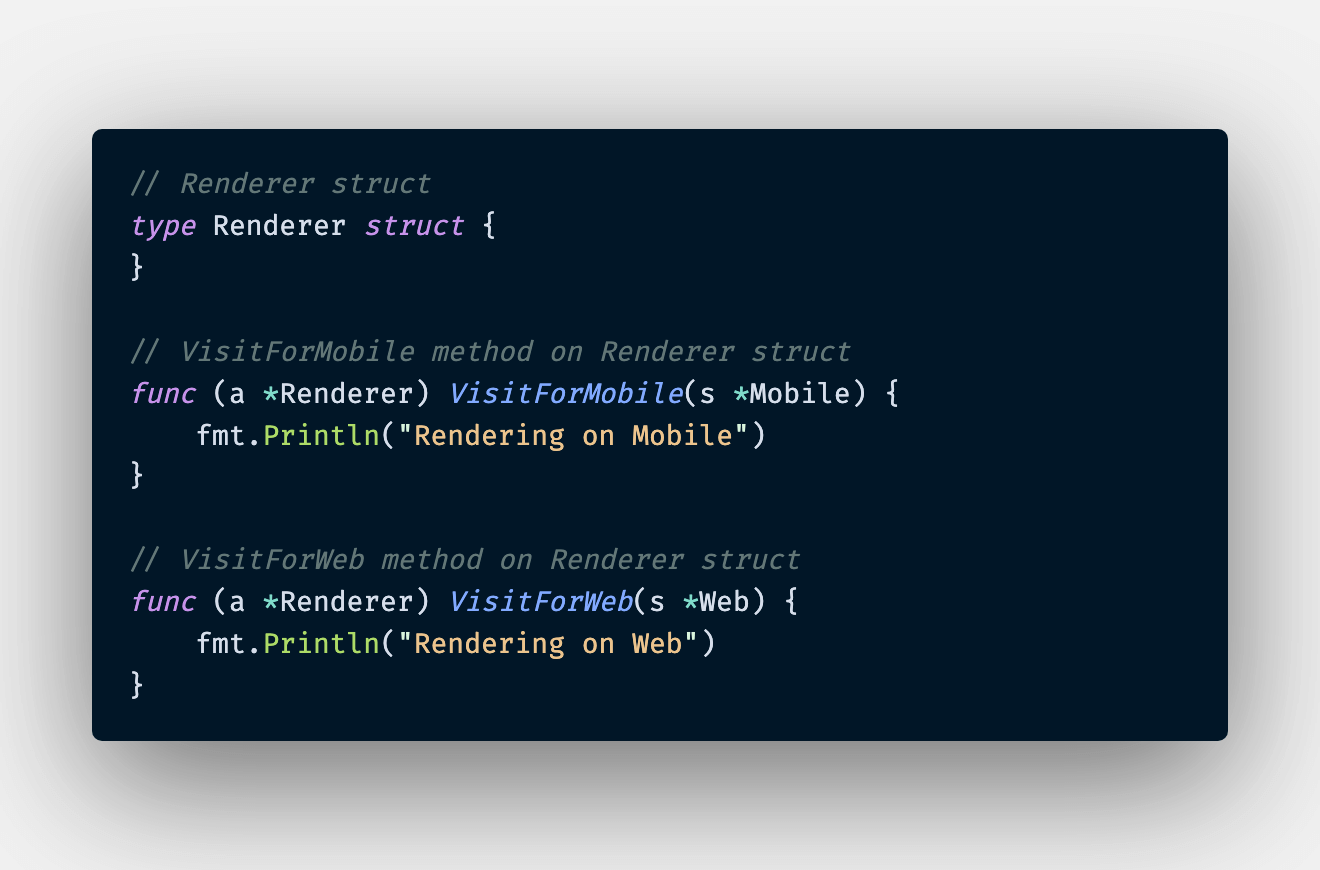 // Renderer struct
type Renderer struct {
}
// VisitForMobile method on Renderer struct
func (a *Renderer) VisitForMobile(s *Mobile) {
    fmt.Println("Rendering on Mobile")
}
// VisitForWeb method on Renderer struct
func (a *Renderer) VisitForWeb(s *Web) {
    fmt.Println("Rendering on Web")
}